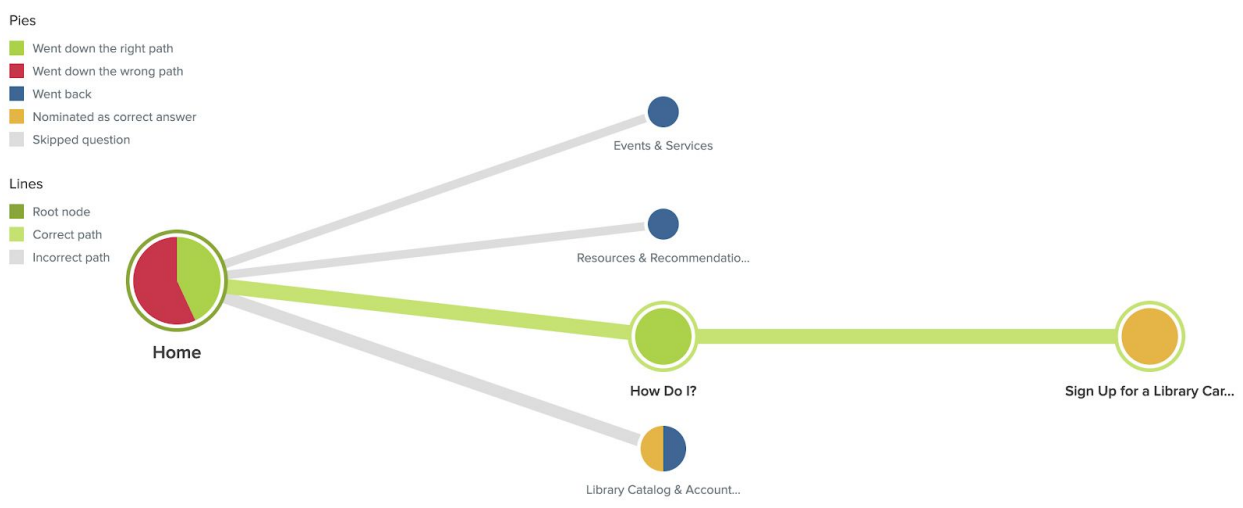 Pies
Went down the right path
Went down the wrong path
Went back
Nominated as correct answer
Skipped question
Lines
Root node
Correct path
Incorrect path
Home
Events & Services
Resources & Recommendatio...
How Do I?
Sign Up for a Library Car...
Library Catalog & Account...